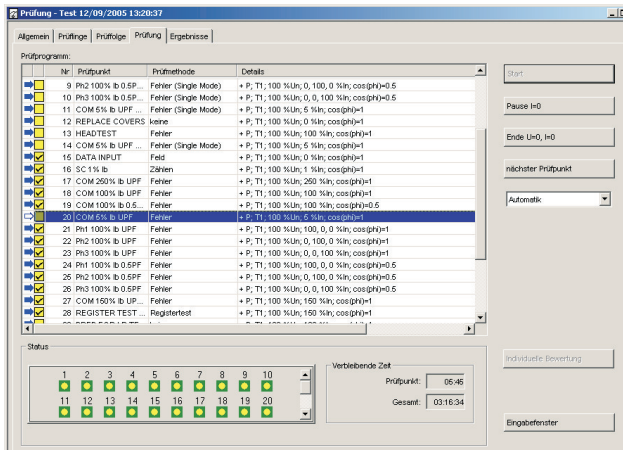 Prüfung - Test 12/09/2005 13:20:37
Allgemein Prüflinge Prüffolge Prüfung Ergebnisse
Prüfprogramm:
Nr Prüfpunkt Prüfmethode Details
9 Ph2 100% Ib 0.5P... Fehler (Single Mode) + P; T1; 100 %Un; 0, 100, 0 %In; cos(phi)=0.5
10 Ph3 100% Ib 0.5P... Fehler (Single Mode) + P; T1; 100 %Un; 0, 0, 100 %In; cos(phi)=0.5
11 COM 5% Ib UPF ... Fehler (Single Mode) + P; T1; 100 %Un; 5 %In; cos(phi)=1
12 REPLACE COVERS keine + P; T1; 100 %Un; 0 %In; cos(phi)=1
13 HEADTEST Fehler + P; T1; 100 %Un; 100 %In; cos(phi)=1
14 COM 5% Ib UPF ... Fehler (Single Mode) + P; T1; 100 %Un; 5 %In; cos(phi)=1
15 DATA INPUT Feld + P; T1; 100 %Un; 0 %In; cos(phi)=1
16 SC 1% Ib Zählen + P; T1; 100 %Un; 1 %In; cos(phi)=1
17 COM 250% Ib UPF Fehler + P; T1; 100 %Un; 250 %In; cos(phi)=1
18 COM 100% Ib UPF Fehler + P; T1; 100 %Un; 100 %In; cos(phi)=1
19 COM 100% Ib 0.5... Fehler + P; T1; 100 %Un; 100 %In; cos(phi)=0.5
20 COM 5% Ib UPF Fehler + P; T1; 100 %Un; 5 %In; cos(phi)=1
21 Ph1 100% Ib UPF Fehler + P; T1; 100 %Un; 100, 0, 0 %In; cos(phi)=1
22 Ph2 100% Ib UPF Fehler + P; T1; 100 %Un; 0, 100, 0 %In; cos(phi)=1
23 Ph3 100% Ib UPF Fehler + P; T1; 100 %Un; 0, 0, 100 %In; cos(phi)=1
24 Ph1 100% Ib 0.5PF Fehler + P; T1; 100 %Un; 100, 0, 0 %In; cos(phi)=0.5
25 Ph2 100% Ib 0.5PF Fehler + P; T1; 100 %Un; 0, 100, 0 %In; cos(phi)=0.5
26 Ph3 100% Ib 0.5PF Fehler + P; T1; 100 %Un; 0, 0, 100 %In; cos(phi)=0.5
27 COM 150% Ib UP... Fehler + P; T1; 100 %Un; 150 %In; cos(phi)=1
28 REGISTER TEST ... Registertest + P; T1; 100 %Un; 150 %In; cos(phi)=1
Start
Pause I=0
Ende U=0, I=0
nächster Prüfpunkt
Automatik
Status
1 2 3 4 5 6 7 8 9 10
11 12 13 14 15 16 17 18 19 20
Verbleibende Zeit
Prüfpunkt: 05:45
Gesamt: 03:16:34
Individuelle Bewertung
Eingabefenster